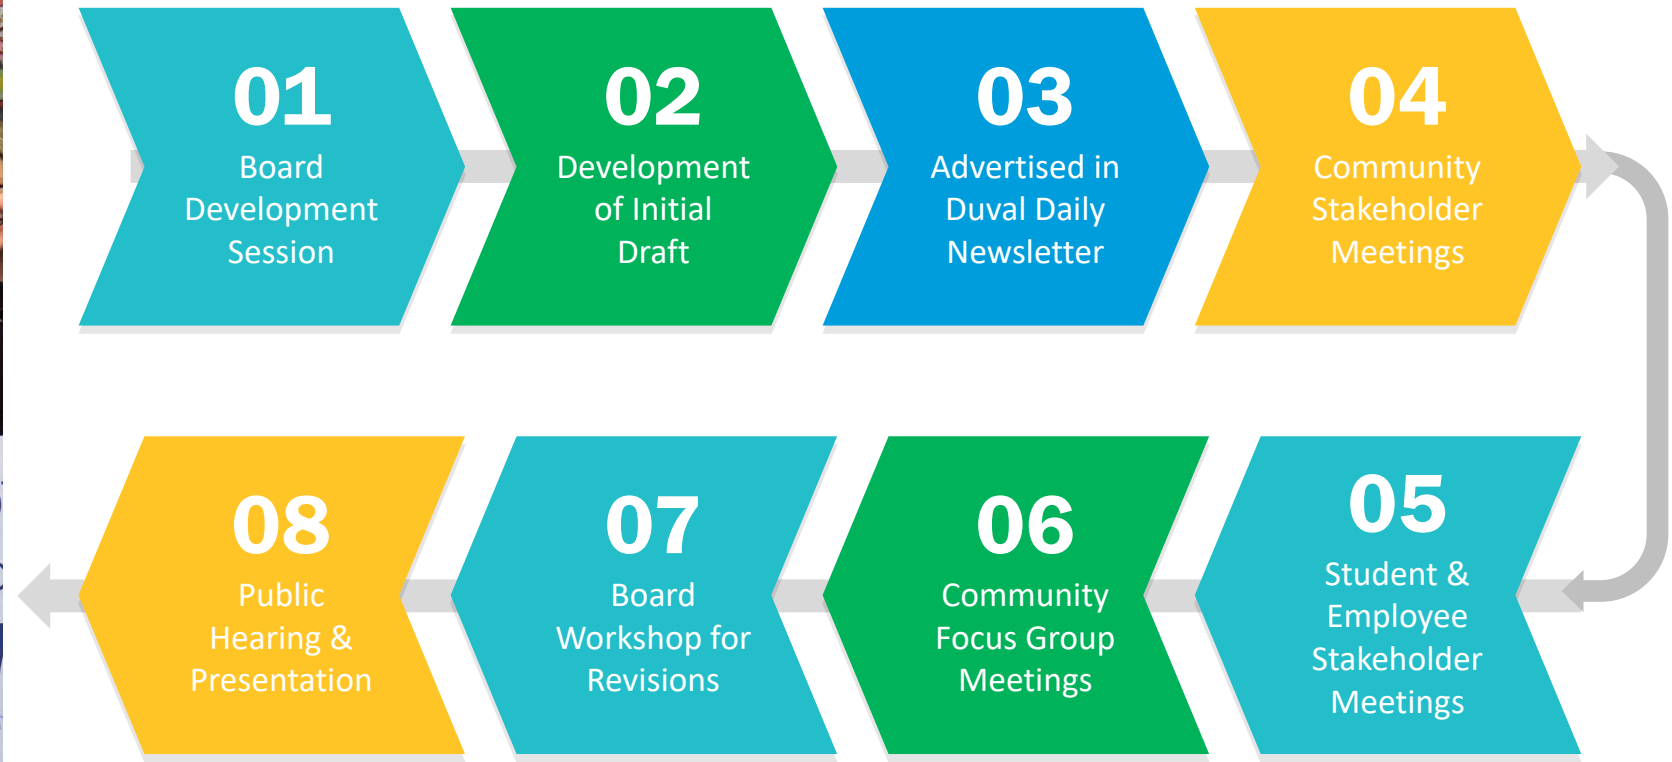 01
Board
Development
Session
02
Development
of Initial
Draft
03
Advertised in
Duval Daily
Newsletter
04
Community
Stakeholder
Meetings
05
Student &
Employee
Stakeholder
Meetings
06
Community
Focus Group
Meetings
07
Board
Workshop for
Revisions
08
Public
Hearing &
Presentation